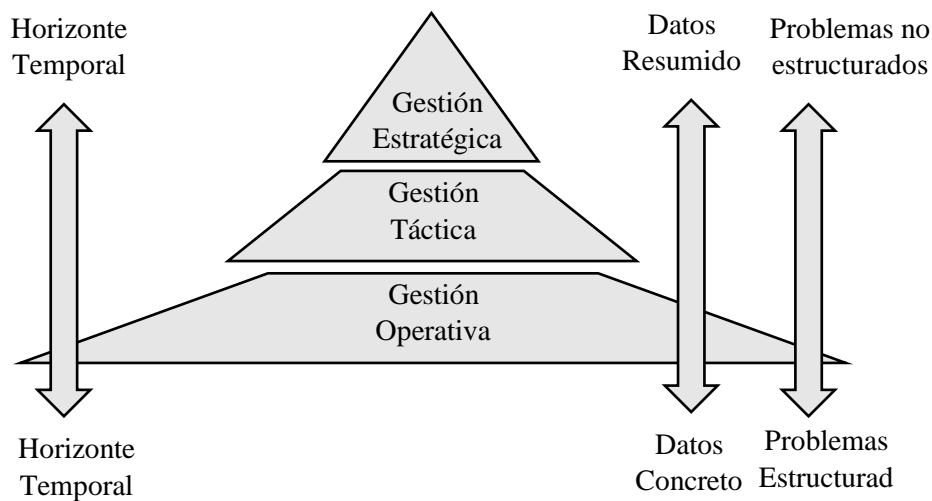 Horizonte
Temporal
Datos
Resumido
Problemas no
estructurados
Gestión
Estratégica
Gestión
Táctica
Gestión
Operativa
Horizonte
Temporal
Datos
Concreto
Problemas
Estructurad